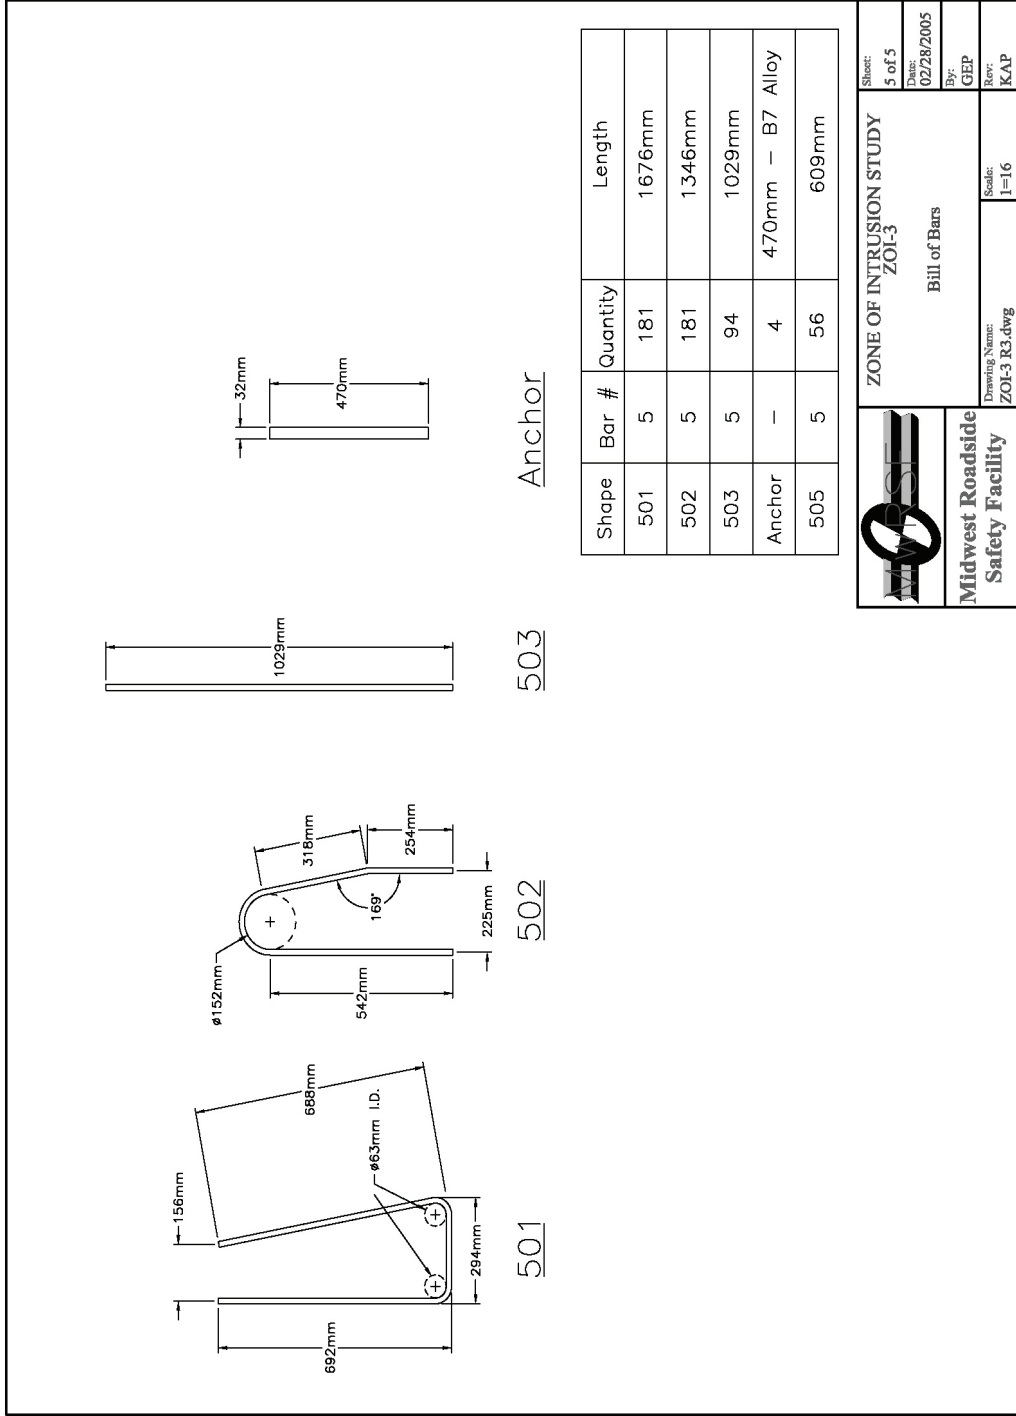 692mm
156mm
688mm
ø63mm I.D.
294mm
501
ø152mm
542mm
318mm
254mm
169°
225mm
502
1029mm
503
32mm
470mm
Anchor
Shape Bar # Quantity Length
501 5 181 1676mm
502 5 181 1346mm
503 5 94 1029mm
Anchor – 4 470mm – B7 Alloy
505 5 56 609mm
MWRSF
Midwest Roadside
Safety Facility
ZONE OF INTRUSION STUDY
ZOI-3
Bill of Bars
Drawing Name:
ZOI-3 R3.dwg
Scale:
1=16
Sheet:
5 of 5
Date:
02/28/2005
By:
GEP
Rev:
KAP